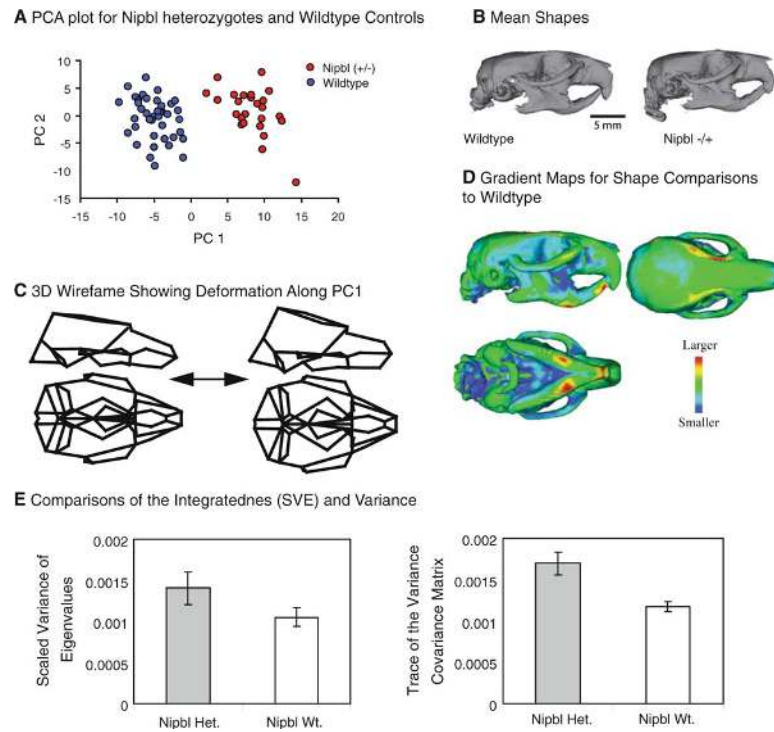 A PCA plot for Nipbl heterozygotes and Wildtype Controls
10
5
0
-5
-10
-15
PC 2
-15 -10 -5 0 5 10 15 20
PC 1
Nipbl (+/-)
Wildtype
B Mean Shapes
5 mm
Wildtype
Nipbl -/+
C 3D Wirefame Showing Deformation Along PC1
D Gradient Maps for Shape Comparisons
to Wildtype
Larger
Smaller
E Comparisons of the Integratednes (SVE) and Variance
Scaled Variance of
Eigenvalues
0.002
0.0015
0.001
0.0005
0
Nipbl Het. Nipbl Wt.
Trace of the Variance
Covariance Matrix
0.002
0.0015
0.001
0.0005
0
Nipbl Het. Nipbl Wt.